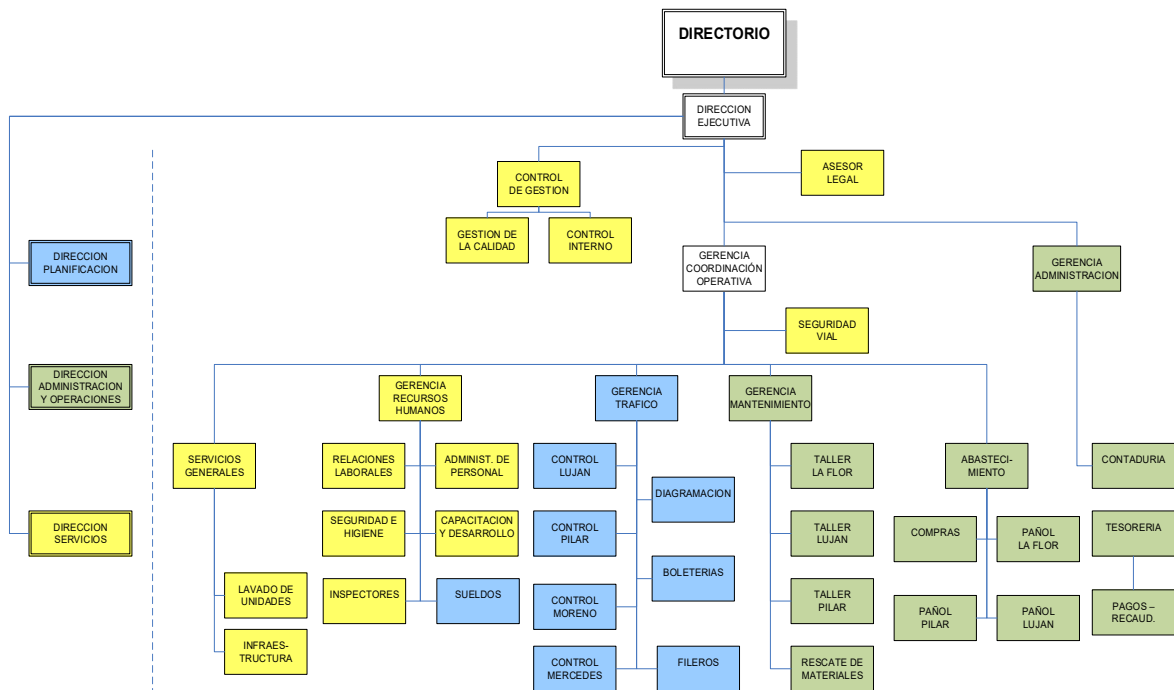 DIRECTORIO
DIRECCION
EJECUTIVA
ASESOR
LEGAL
CONTROL
DE GESTION
GESTION DE
LA CALIDAD
CONTROL
INTERNO
DIRECCION
PLANIFICACION
GERENCIA
COORDINACIÓN
OPERATIVA
GERENCIA
ADMINISTRACION
SEGURIDAD
VIAL
DIRECCION
ADMINISTRACION
Y OPERACIONES
GERENCIA
RECURSOS
HUMANOS
GERENCIA
TRAFICO
GERENCIA
MANTENIMIENTO
SERVICIOS
GENERALES
RELACIONES
LABORALES
ADMINIST. DE
PERSONAL
CONTROL
LUJAN
TALLER
LA FLOR
ABASTECI-
MIENTO
CONTADURIA
DIAGRAMACION
DIRECCION
SERVICIOS
SEGURIDAD E
HIGIENE
CAPACITACION
Y DESARROLLO
CONTROL
PILAR
TALLER
LUJAN
COMPRAS
PAÑOL
LA FLOR
TESORERIA
BOLETERIAS
LAVADO DE
UNIDADES
INSPECTORES
SUELDOS
CONTROL
MORENO
TALLER
PILAR
PAÑOL
PILAR
PAÑOL
LUJAN
PAGOS –
RECAUD.
INFRAES-
TRUCTURA
CONTROL
MERCEDES
FILEROS
RESCATE DE
MATERIALES